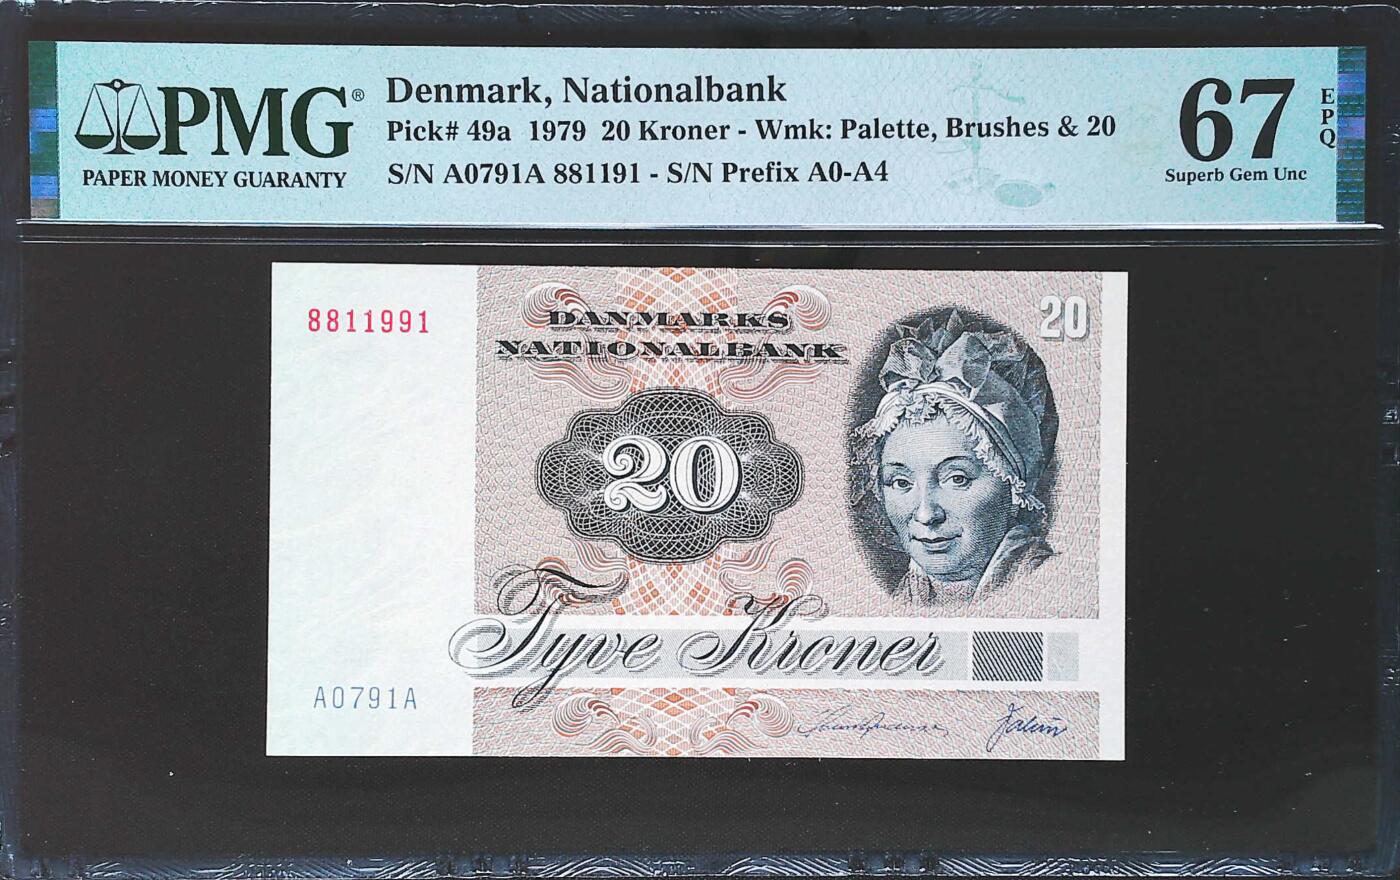 PMG®
PAPER MONEY GUARANTY
Denmark, Nationalbank
Pick# 49a 1979 20 Kroner - Wmk: Palette, Brushes & 20
S/N A0791A 881191 - S/N Prefix A0-A4
67
EPQ
Superb Gem Unc
8811991
DANMARKS
NATIONALBANK
20
20
Tyve Kroner
A0791A